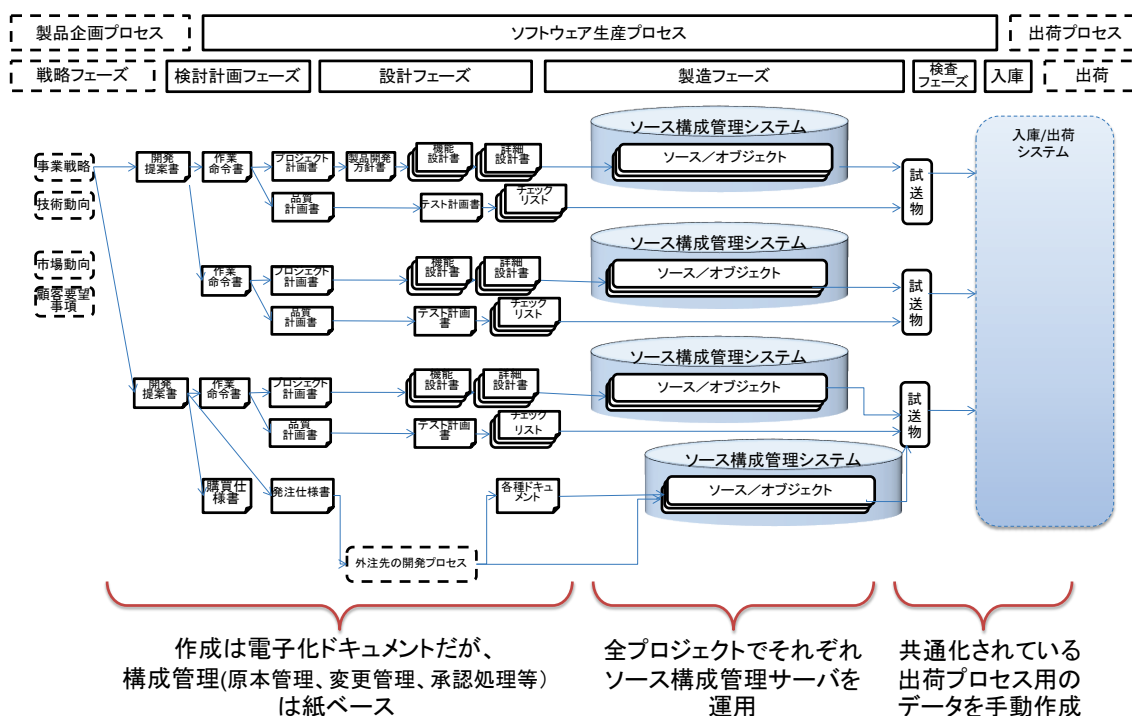 製品企画プロセス
ソフトウェア生産プロセス
出荷プロセス
戦略フェーズ
検討計画フェーズ
設計フェーズ
製造フェーズ
検査
フェーズ
入庫
出荷
事業戦略
技術動向
市場動向
顧客要望
事項
開発
提案書
作業
命令書
プロジェクト
計画書
製品開発
方針書
機能
設計書
詳細
設計書
ソース構成管理システム
ソース／オブジェクト
品質
計画書
テスト計画書
チェック
リスト
試
送
物
入庫/出荷
システム
作業
命令書
プロジェクト
計画書
機能
設計書
詳細
設計書
ソース構成管理システム
ソース／オブジェクト
品質
計画書
テスト計画
書
チェック
リスト
試
送
物
開発
提案書
作業
命令書
プロジェクト
計画書
機能
設計書
詳細
設計書
ソース構成管理システム
ソース／オブジェクト
品質
計画書
テスト計画
書
チェック
リスト
試
送
物
購買仕
様書
発注仕様書
各種ドキュ
メント
ソース構成管理システム
ソース／オブジェクト
外注先の開発プロセス
作成は電子化ドキュメントだが、
構成管理(原本管理、変更管理、承認処理等）
は紙ベース
全プロジェクトでそれぞれ
ソース構成管理サーバを
運用
共通化されている
出荷プロセス用の
データを手動作成